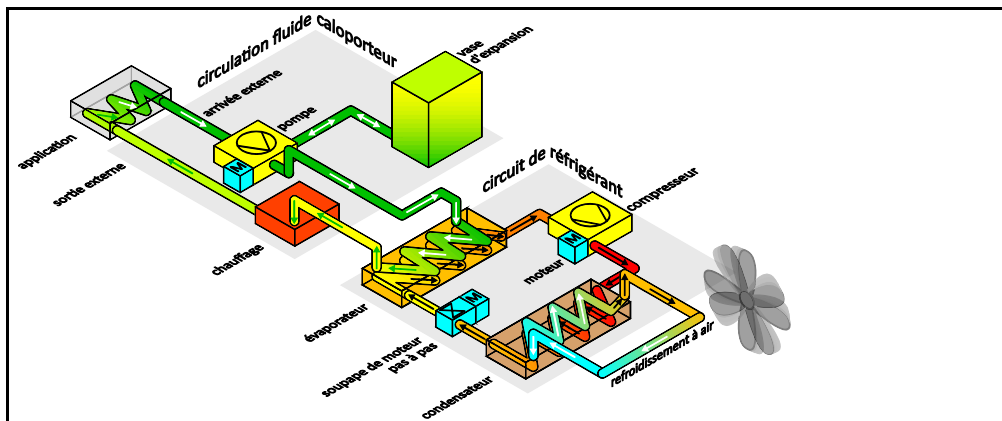 circulation fluide caloporteur
arrivée externe
pompe
vase
d'expansion
application
sortie externe
chauffage
M
circuit de réfrigérant
compresseur
M
moteur
évaporateur
M
soupape de moteur
pas à pas
condensateur
refroidissement à air